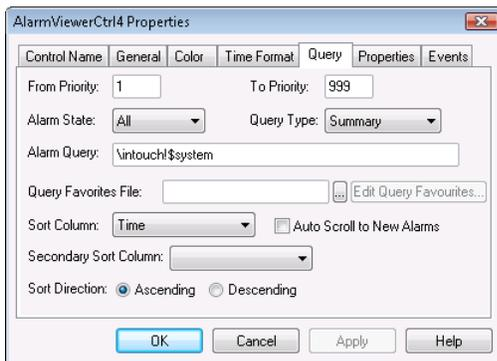 AlarmViewerCtrl4 Properties
Control Name General Color Time Format Query Properties Events
From Priority: 1 To Priority: 999
Alarm State: All Query Type: Summary
Alarm Query: \intouch!$system
Query Favorites File: ... Edit Query Favourites...
Sort Column: Time Auto Scroll to New Alarms
Secondary Sort Column:
Sort Direction: Ascending Descending
OK Cancel Apply Help